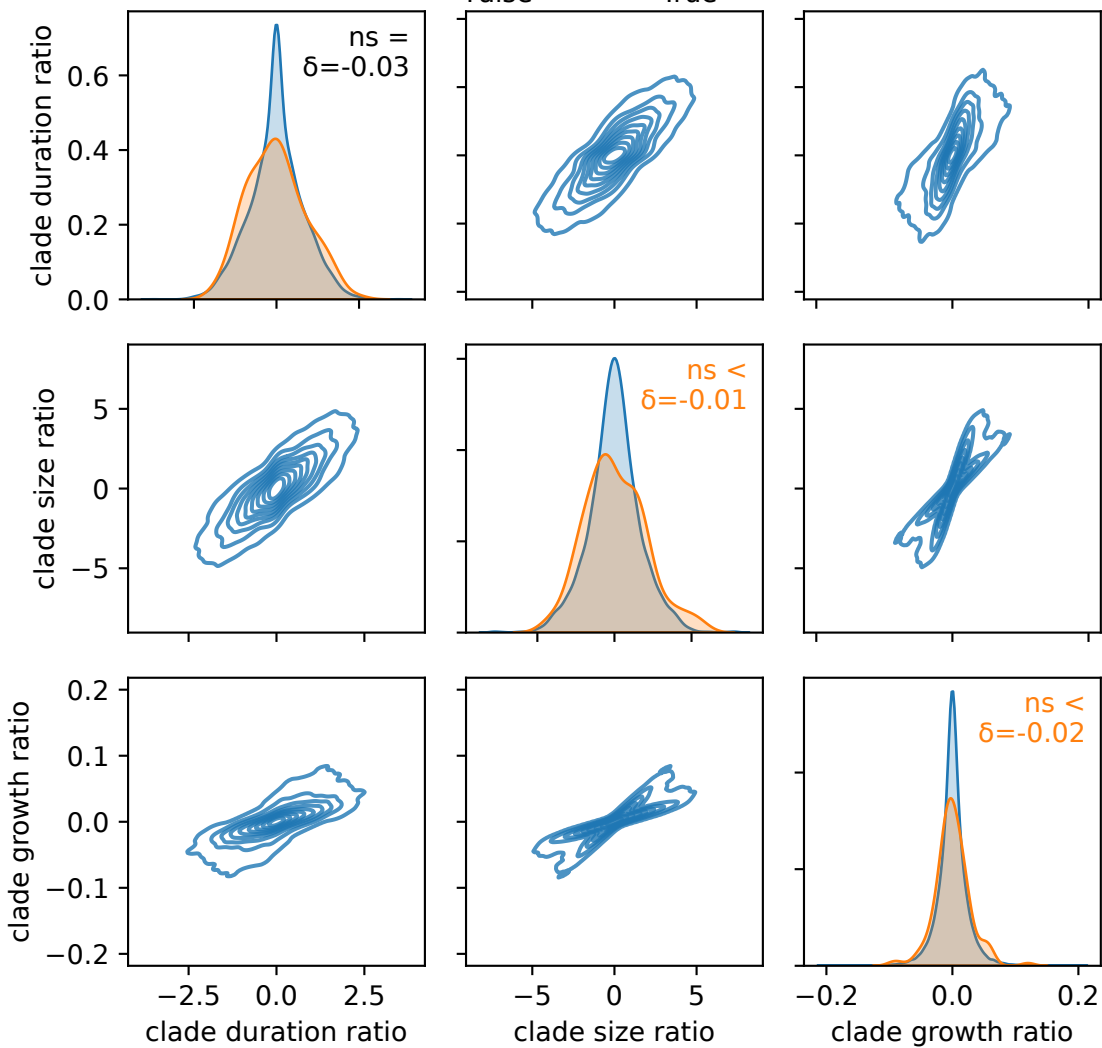 clade duration ratio
0.6
0.4
0.2
0.0
ns =
δ=-0.03
clade size ratio
5
0
−5
ns <
δ=-0.01
clade growth ratio
0.2
0.1
0.0
−0.1
−0.2
ns <
δ=-0.02
−2.5 0.0 2.5
−5 0 5
−0.2 0.0 0.2
clade duration ratio
clade size ratio
clade growth ratio